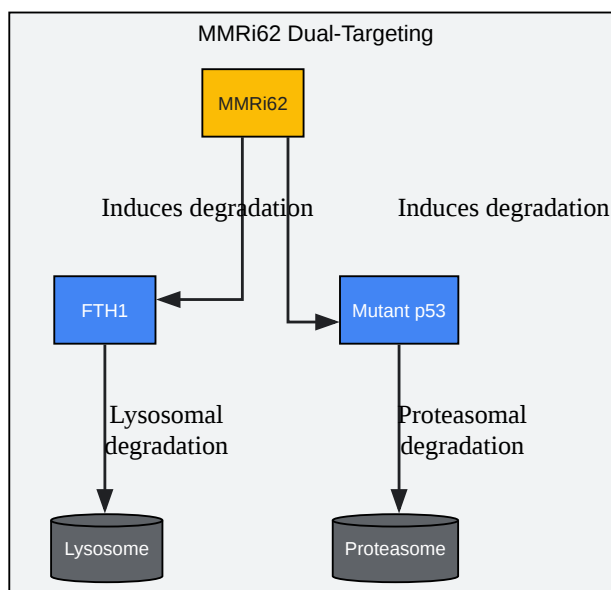 MMRi62 Dual-Targeting
MMRi62
Induces degradation
Induces degradation
FTH1
Mutant p53
Lysosomal
degradation
Proteasomal
degradation
Lysosome
Proteasome